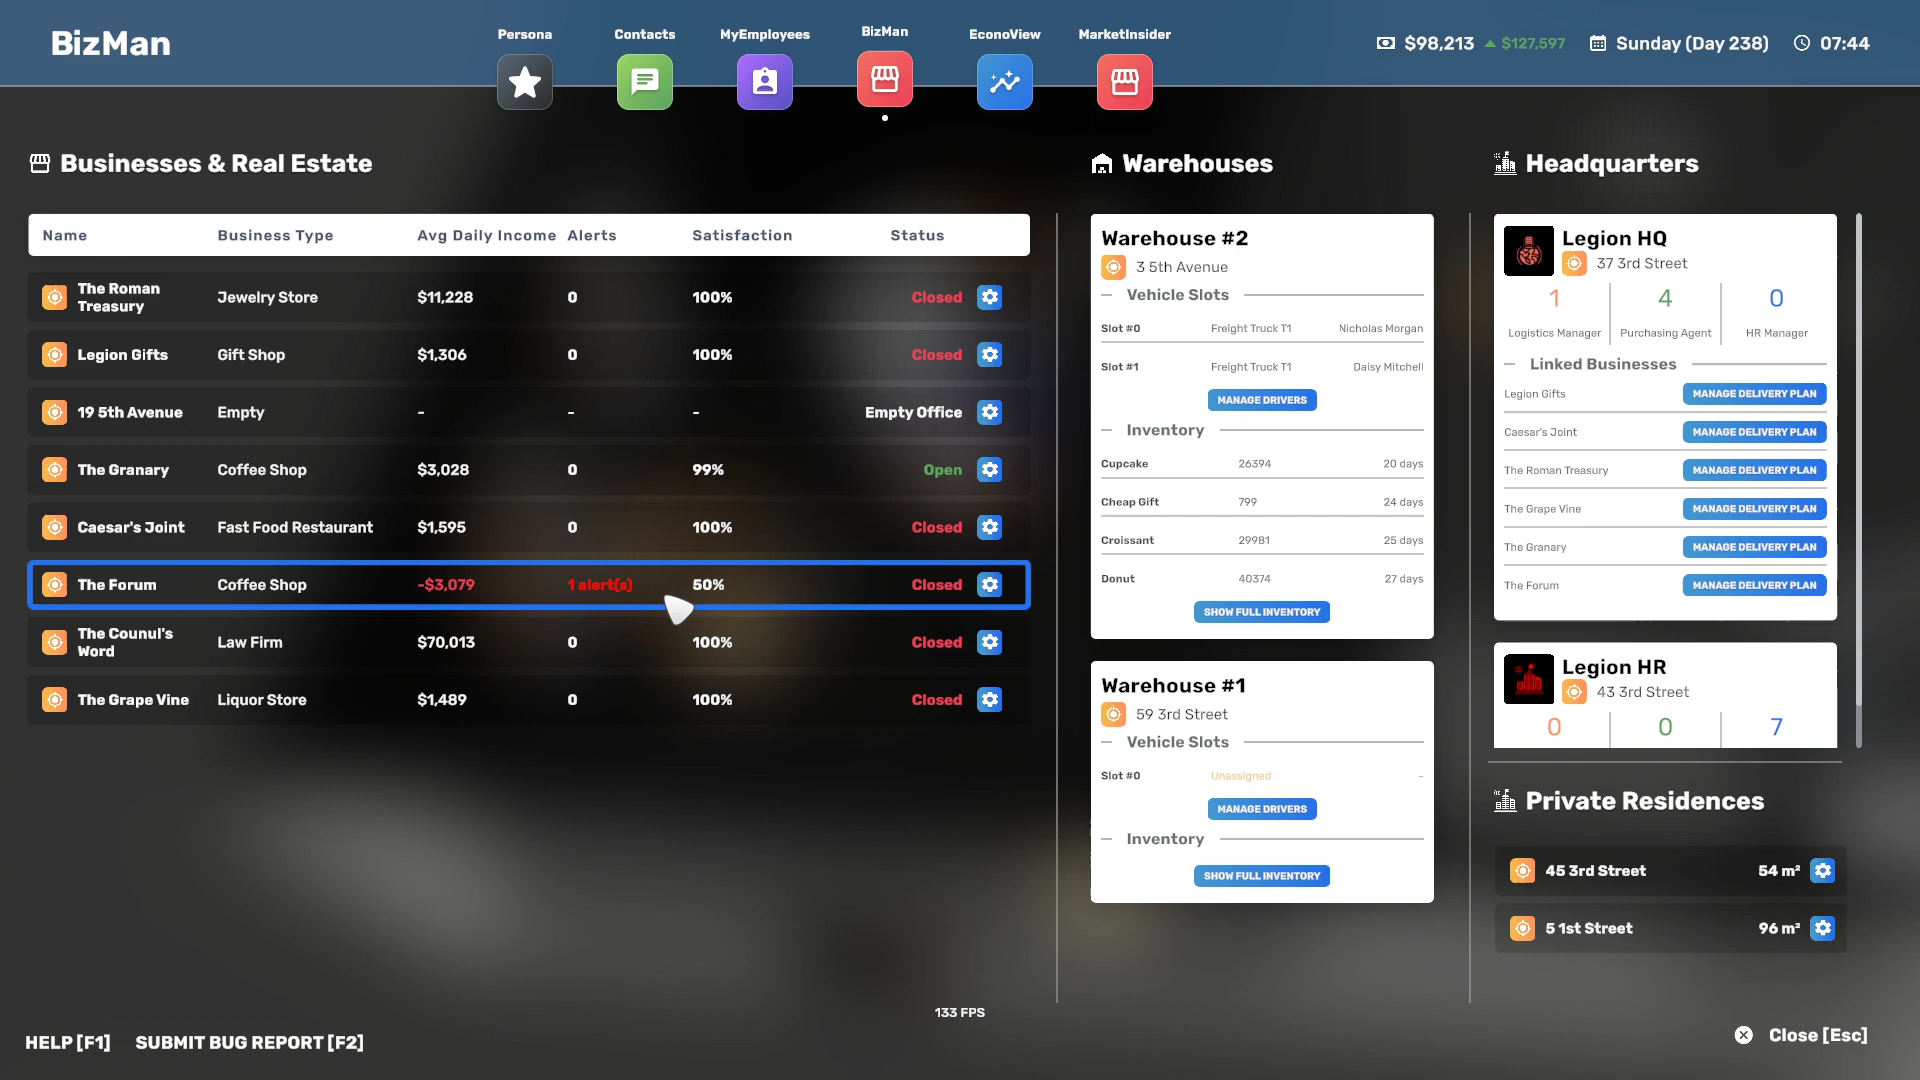 BizMan
Persona
Contacts
MyEmployees
BizMan
EconoView
MarketInsider
$98,213 $127,597 Sunday (Day 238) 07:44
Businesses & Real Estate
Name Business Type Avg Daily Income Alerts Satisfaction Status
The Roman Treasury Jewelry Store $11,228 0 100% Closed
Legion Gifts Gift Shop $1,306 0 100% Closed
19 5th Avenue Empty - - - Empty Office
The Granary Coffee Shop $3,028 0 99% Open
Caesar's Joint Fast Food Restaurant $1,595 0 100% Closed
The Forum Coffee Shop -$3,079 1 alert(s) 50% Closed
The Counul's Word Law Firm $70,013 0 100% Closed
The Grape Vine Liquor Store $1,489 0 100% Closed
Warehouses
Warehouse #2
3 5th Avenue
Vehicle Slots
Slot #0 Freight Truck T1 Nicholas Morgan
Slot #1 Freight Truck T1 Daisy Mitchell
MANAGE DRIVERS
Inventory
Cupcake 26394 20 days
Cheap Gift 799 24 days
Croissant 29981 25 days
Donut 40374 27 days
SHOW FULL INVENTORY
Warehouse #1
59 3rd Street
Vehicle Slots
Slot #0 Unassigned -
MANAGE DRIVERS
Inventory
SHOW FULL INVENTORY
Headquarters
Legion HQ
37 3rd Street
1 4 0
Logistics Manager Purchasing Agent HR Manager
Linked Businesses
Legion Gifts MANAGE DELIVERY PLAN
Caesar's Joint MANAGE DELIVERY PLAN
The Roman Treasury MANAGE DELIVERY PLAN
The Grape Vine MANAGE DELIVERY PLAN
The Granary MANAGE DELIVERY PLAN
The Forum MANAGE DELIVERY PLAN
Legion HR
43 3rd Street
0 0 7
Private Residences
45 3rd Street 54 m²
5 1st Street 96 m²
133 FPS
HELP [F1] SUBMIT BUG REPORT [F2]
Close [Esc]